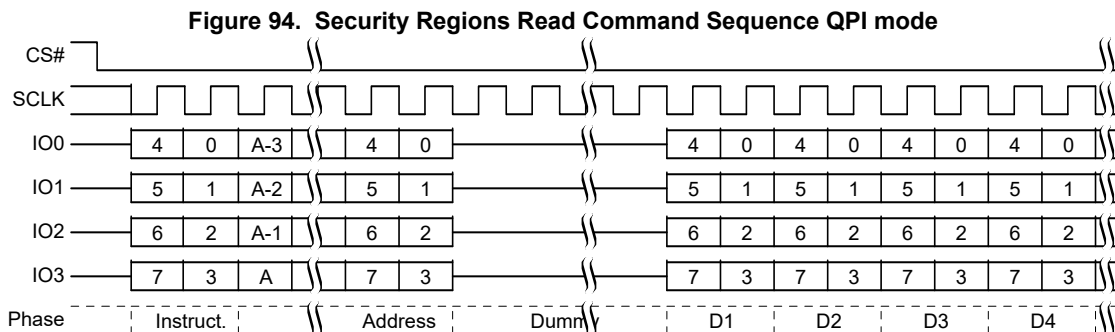 Figure 94. Security Regions Read Command Sequence QPI mode
CS#
SCLK
IO0 4 0 A-3 4 0 4 0 4 0 4 0 4 0
IO1 5 1 A-2 5 1 5 1 5 1 5 1 5 1
IO2 6 2 A-1 6 2 6 2 6 2 6 2 6 2
IO3 7 3 A 7 3 7 3 7 3 7 3 7 3
Phase Instruct. Address Dumm D1 D2 D3 D4